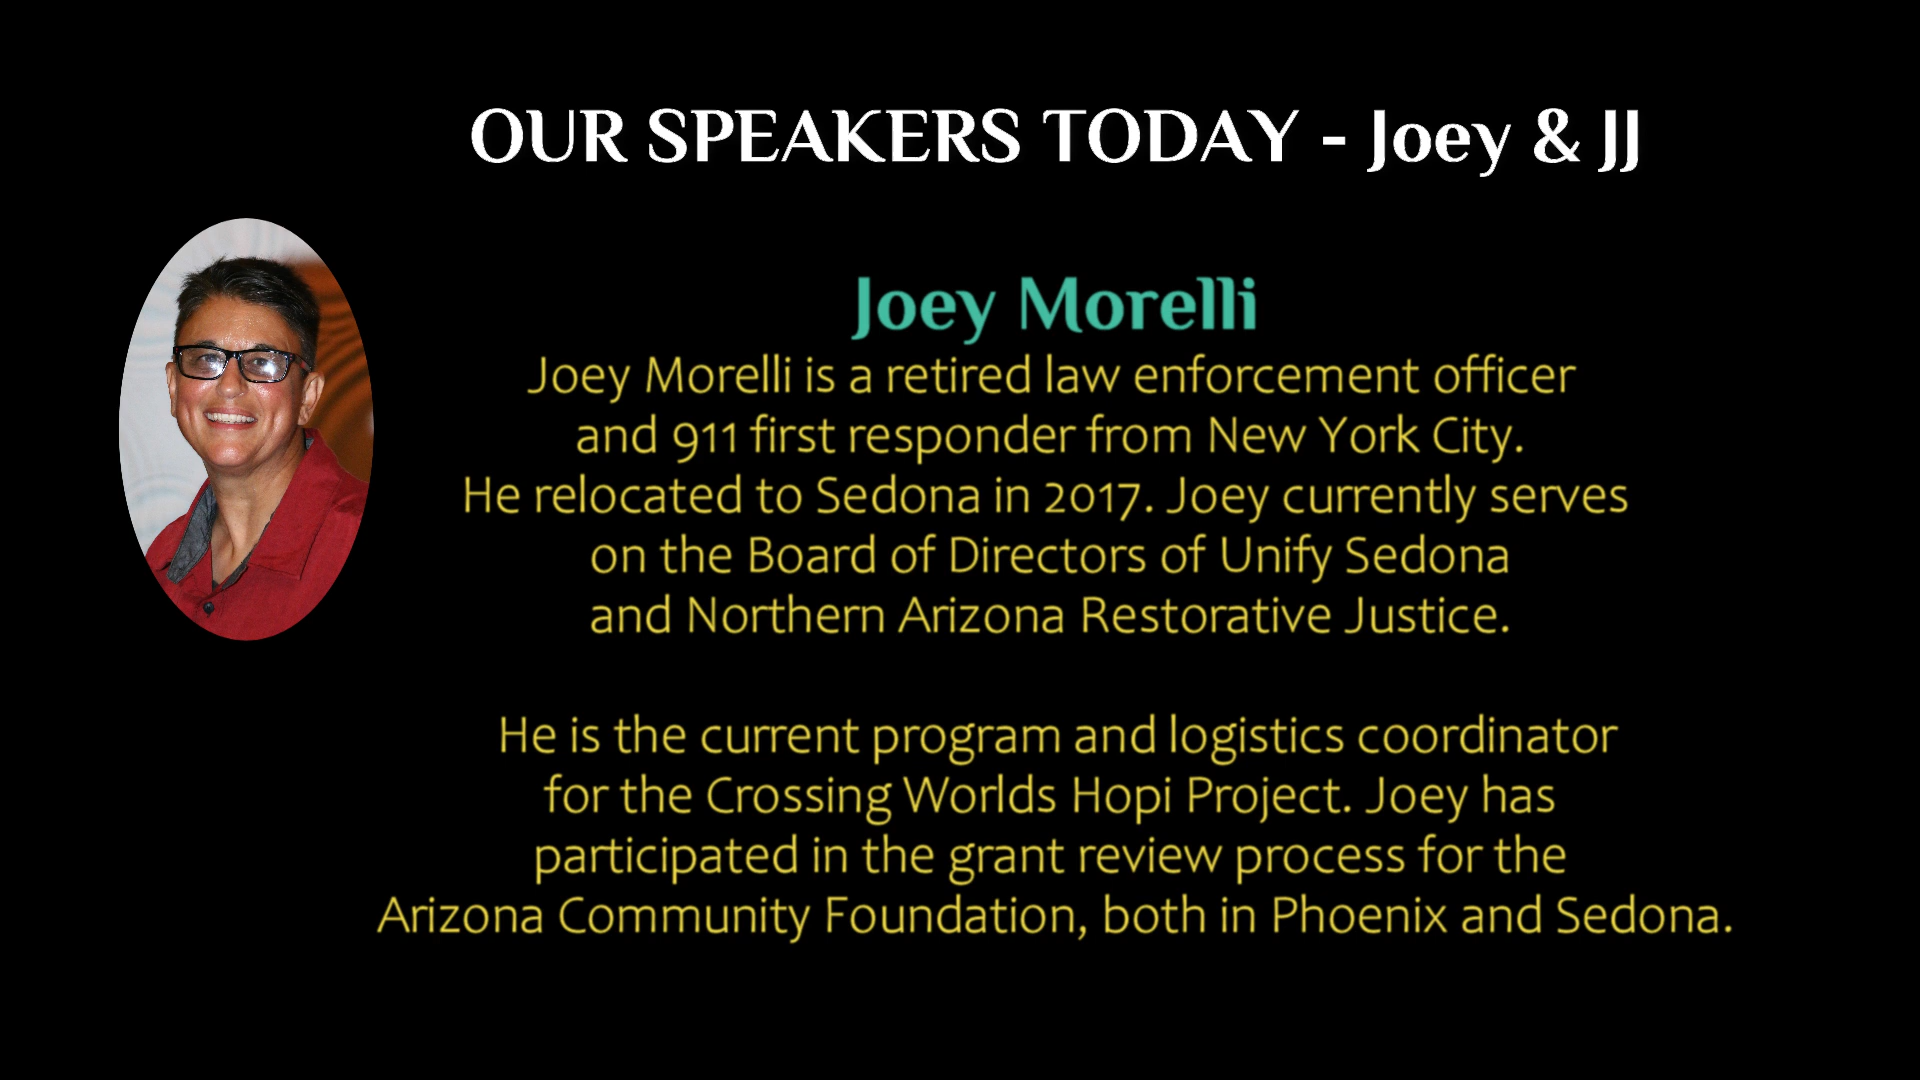 OUR SPEAKERS TODAY - Joey & JJ
Joey Morelli
Joey Morelli is a retired law enforcement officer
and 911 first responder from New York City.
He relocated to Sedona in 2017. Joey currently serves
on the Board of Directors of Unify Sedona
and Northern Arizona Restorative Justice.
He is the current program and logistics coordinator
for the Crossing Worlds Hopi Project. Joey has
participated in the grant review process for the
Arizona Community Foundation, both in Phoenix and Sedona.